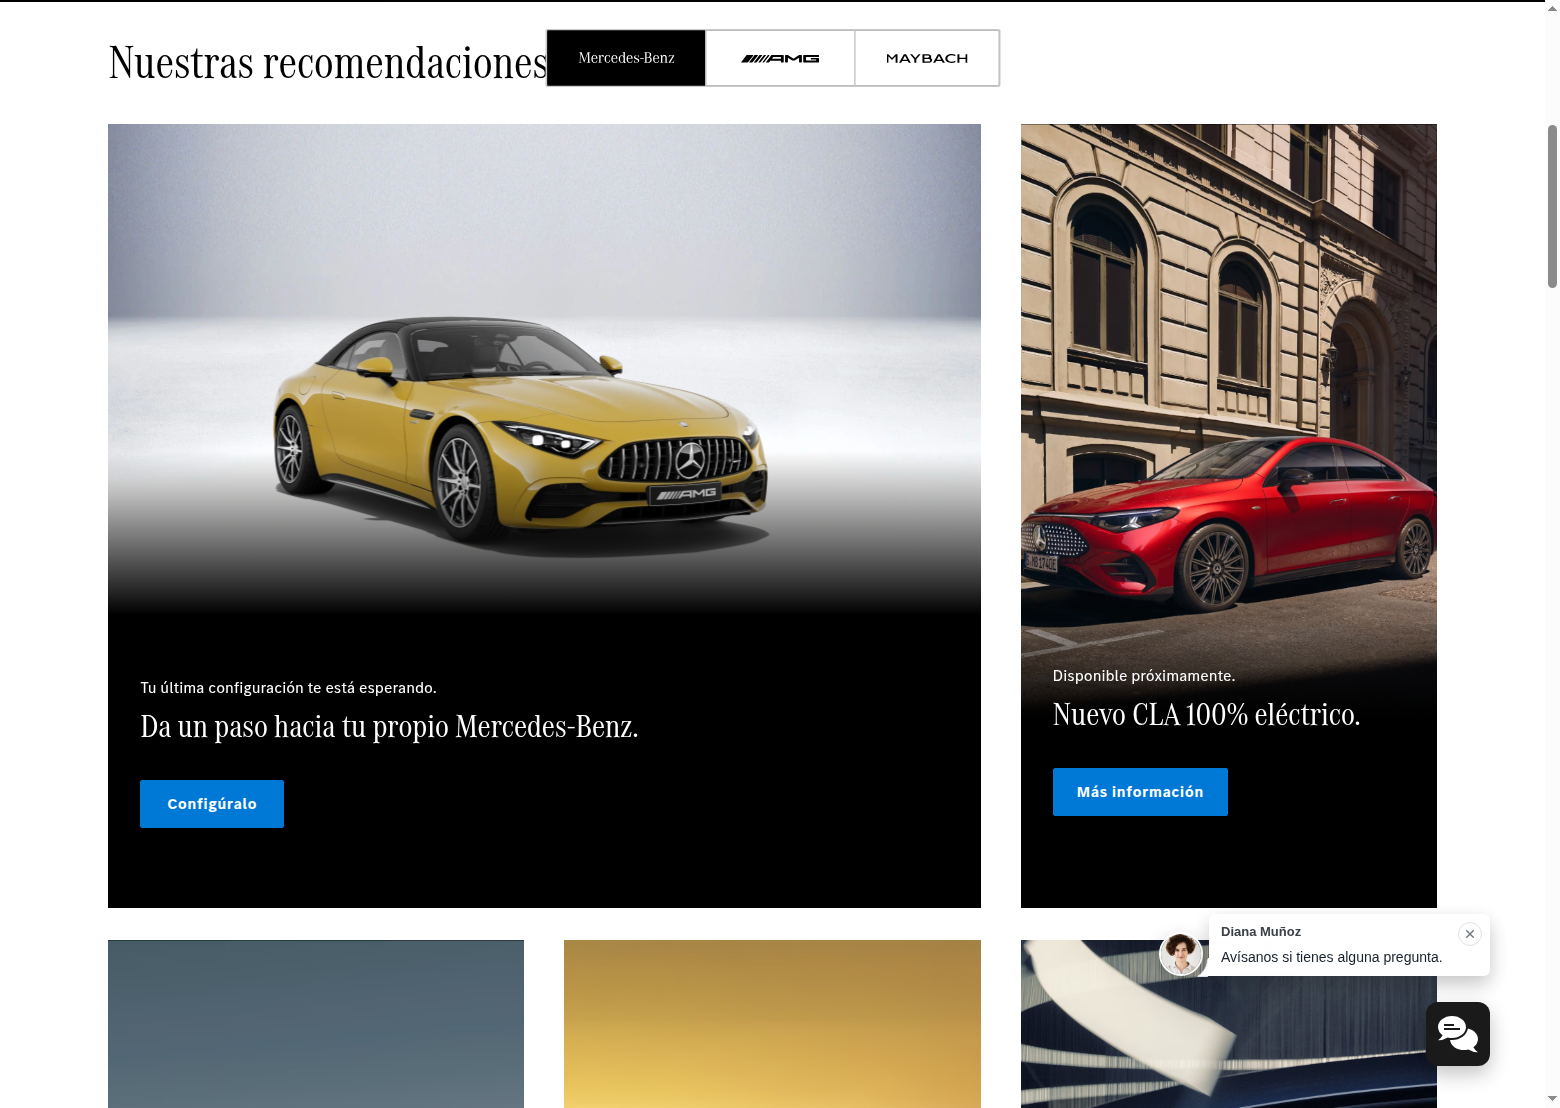 Nuestras recomendaciones
Mercedes-Benz
AMG
MAYBACH
AMG
Tu última configuración te está esperando.
Da un paso hacia tu propio Mercedes-Benz.
Configúralo
Disponible próximamente.
Nuevo CLA 100% eléctrico.
Más información
Diana Muñoz
Avísanos si tienes alguna pregunta.